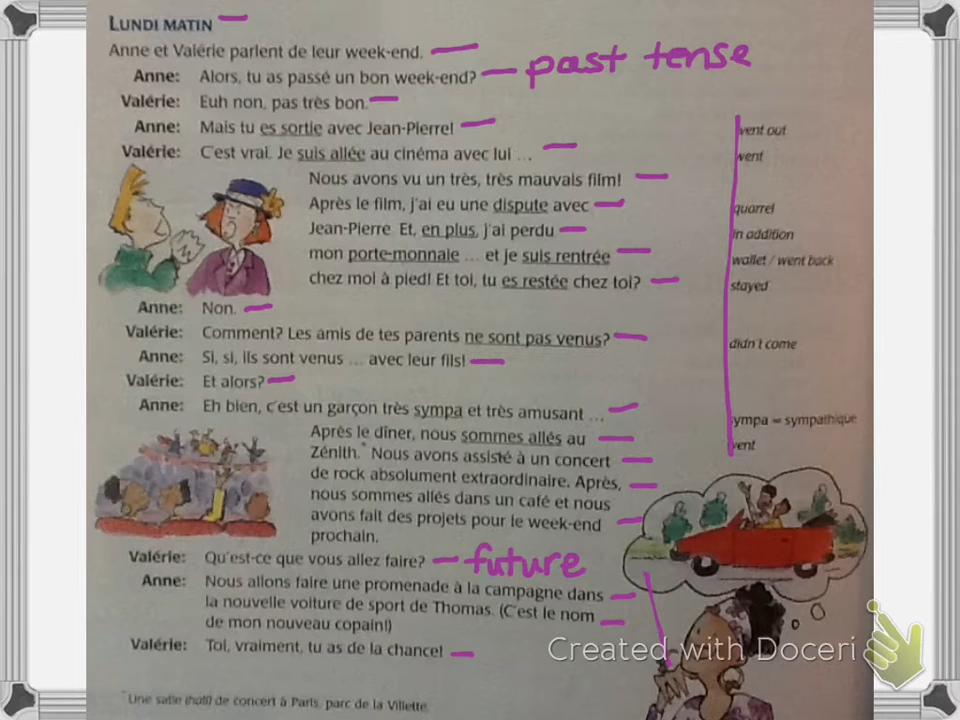 LUNDI MATIN
Anne et Valérie parlent de leur week-end.
Anne: Alors, tu as passé un bon week-end?
past tense
Valérie: Euh non, pas très bon.
Anne: Mais tu es sortie avec Jean-Pierre!
went out
Valérie: C'est vrai. Je suis allée au cinéma avec lui ...
went
Nous avons vu un très, très mauvais film!
Après le film, j'ai eu une dispute avec
quarrel
Jean-Pierre. Et, en plus, j'ai perdu
in addition
mon porte-monnaie ... et je suis rentrée
wallet / went back
chez moi à pied! Et toi, tu es restée chez toi?
stayed
Anne: Non.
Valérie: Comment? Les amis de tes parents ne sont pas venus?
didn't come
Anne: Si, si, ils sont venus ... avec leur fils!
Valérie: Et alors?
Anne: Eh bien, c'est un garçon très sympa et très amusant ...
sympa = sympathique
Après le dîner, nous sommes allés au
went
Zénith.* Nous avons assisté à un concert
de rock absolument extraordinaire. Après,
nous sommes allés dans un café et nous
avons fait des projets pour le week-end
prochain.
Valérie: Qu'est-ce que vous allez faire?
future
Anne: Nous allons faire une promenade à la campagne dans
la nouvelle voiture de sport de Thomas. (C'est le nom
de mon nouveau copain!)
Valérie: Toi, vraiment, tu as de la chance!
Created with Doceri
*Une salle (hall) de concert à Paris, parc de la Villette